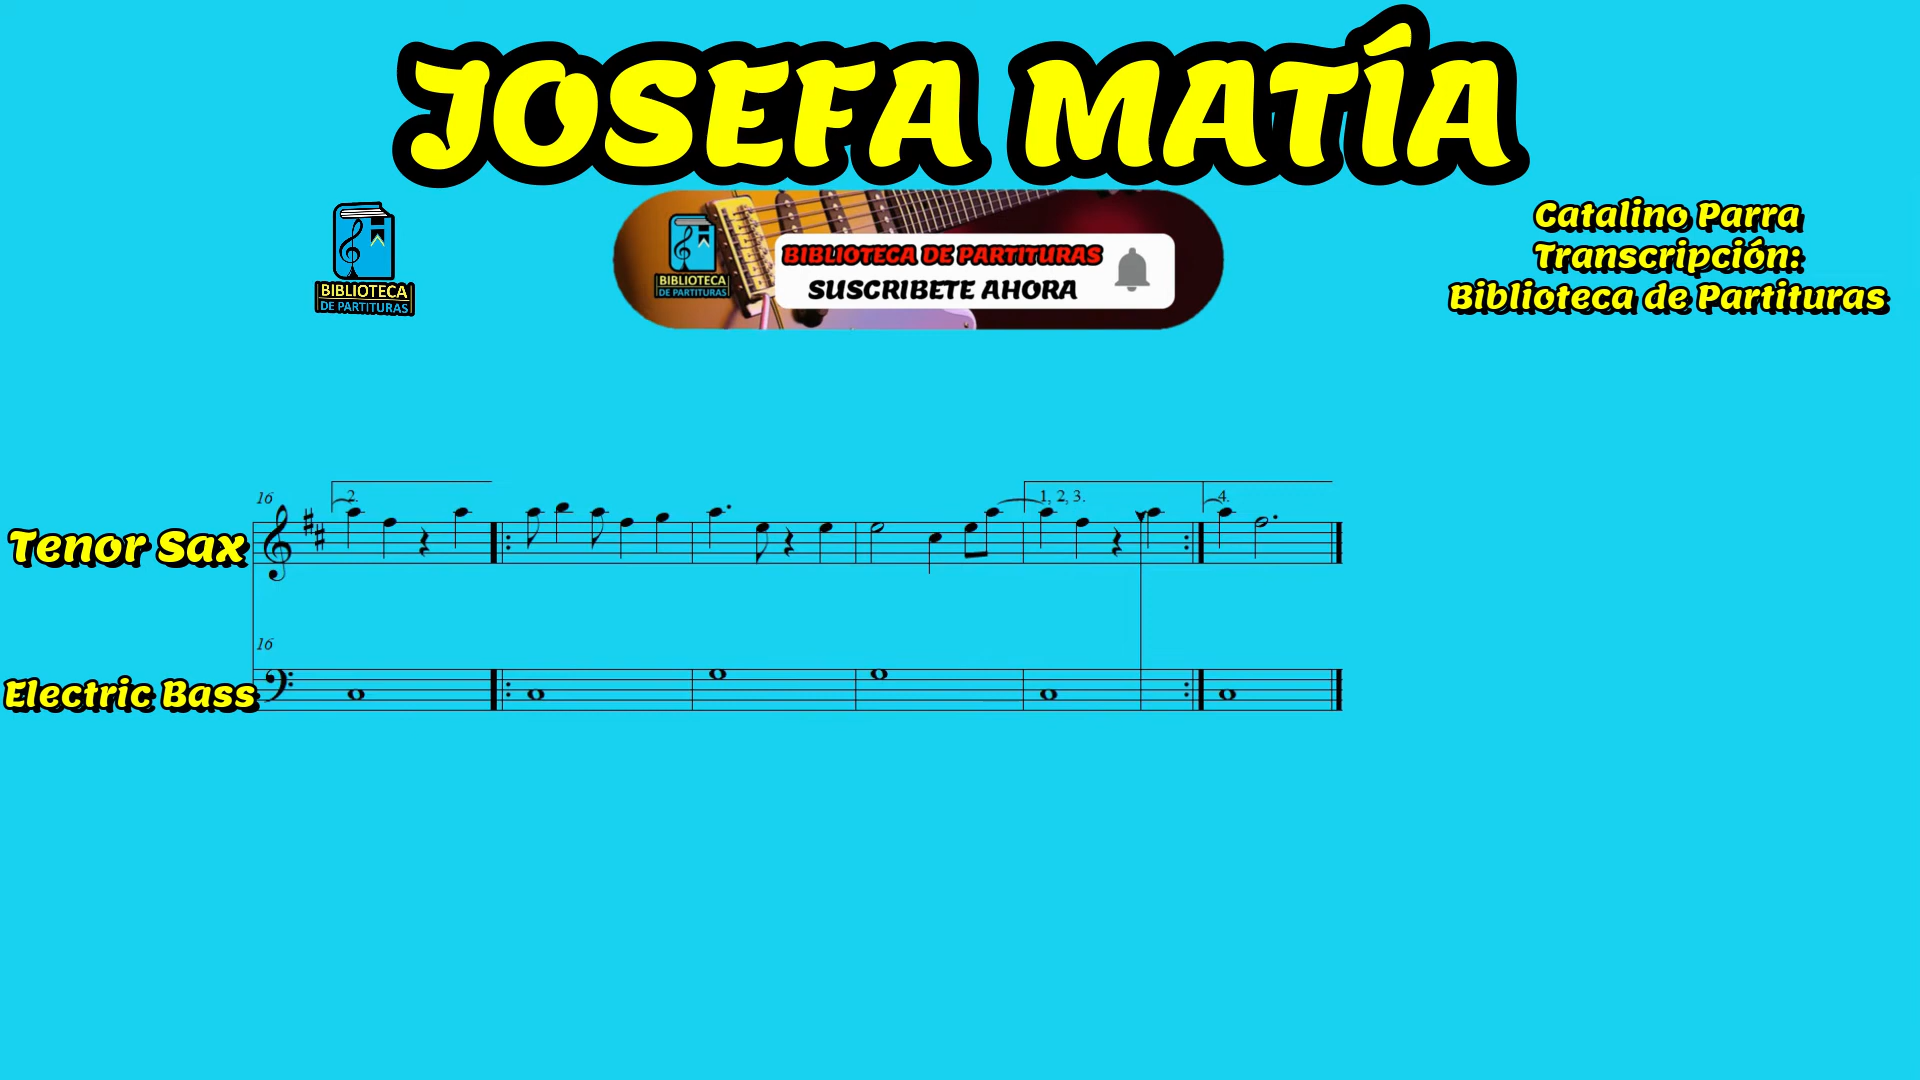 JOSEFA MATÍA
BIBLIOTECA
DE PARTITURAS
BIBLIOTECA
DE PARTITURAS
BIBLIOTECA DE PARTITURAS
SUSCRIBETE AHORA
Catalino Parra
Transcripción:
Biblioteca de Partituras
16
2.
1, 2, 3.
4.
Tenor Sax
16
Electric Bass